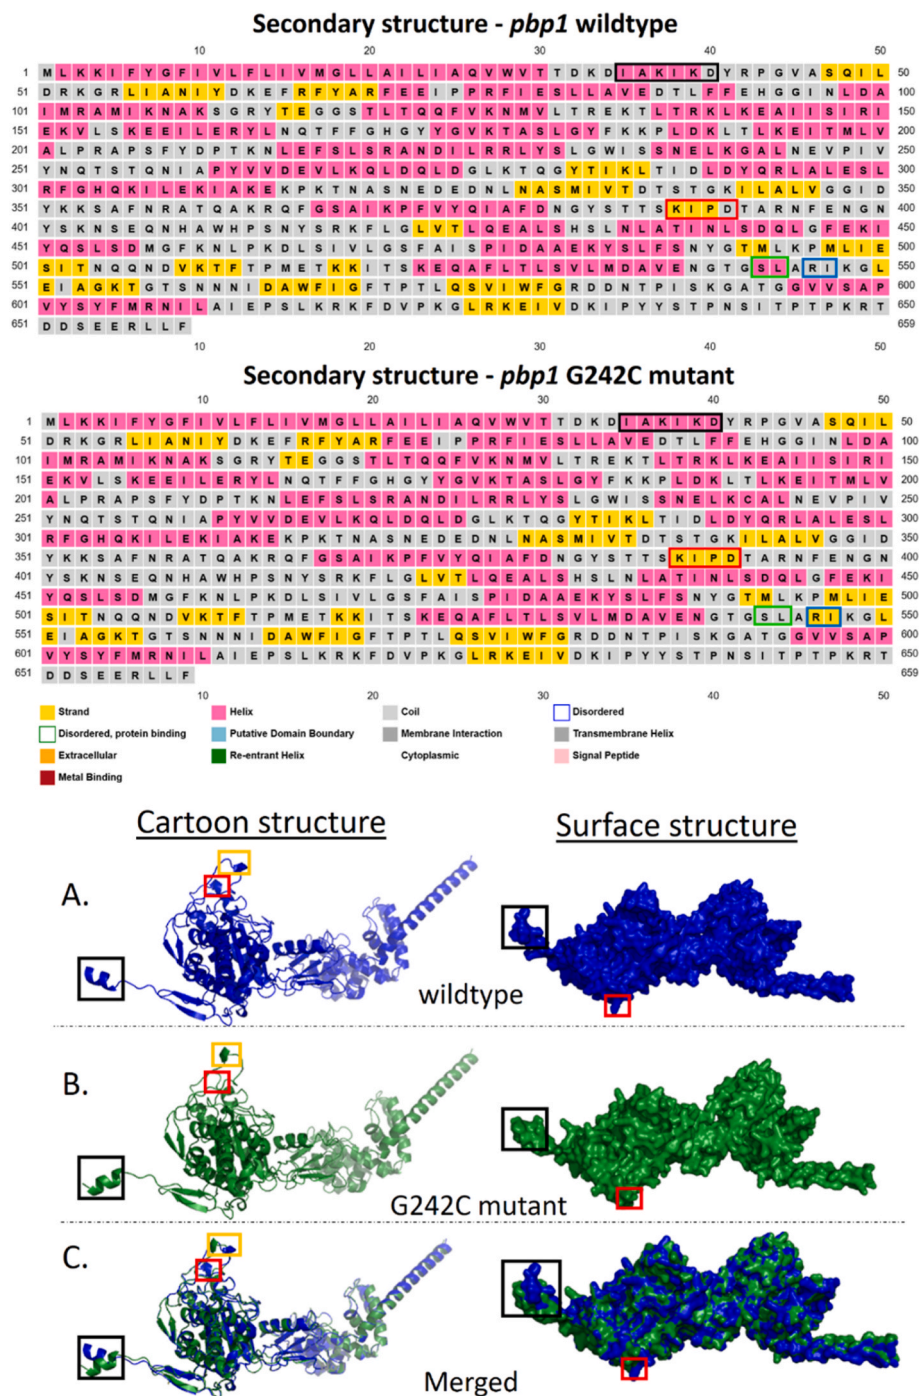 Secondary structure - pbp1 wildtype
10 20 30 40 50
1 M L K K I F Y G F I V L F L I V M G L L A I L I A Q V W V T T D K D I A K I K D Y R P G V A S Q I L 50
51 D R K G R L I A N I Y D K E F R F Y A R F E E I P P R F I E S L L A V E D T L F F E H G G I N L D A 100
101 I M R A M I K N A K S G R Y T E G G S T L T Q Q F V K N M V L T R E K T L T R K L K E A I I S I R I 150
151 E K V L S K E E I L E R Y L N Q T F F G H G Y Y G V K T A S L G Y F K K P L D K L T L K E I T M L V 200
201 A L P R A P S F Y D P T K N L E F S L S R A N D I L R R L Y S L G W I S S N E L K G A L N E V P I V 250
251 Y N Q T S T Q N I A P Y V V D E V L K Q L D Q L D G L K T Q G Y T I K L T I D L D Y Q R L A L E S L 300
301 R F G H Q K I L E K I A K E K P K T N A S N E D E D N L N A S M I V T D T S T G K I L A L V G G I D 350
351 Y K K S A F N R A T Q A K R Q F G S A I K P F V Y Q I A F D N G Y S T T S K I P D T A R N F E N G N 400
401 Y S K N S E Q N H A W H P S N Y S R K F L G L V T L Q E A L S H S L N L A T I N L S D Q L G F E K I 450
451 Y Q S L S D M G F K N L P K D L S I V L G S F A I S P I D A A E K Y S L F S N Y G T M L K P M L I E 500
501 S I T N Q Q N D V K T F T P M E T K K I T S K E Q A F L T L S V L M D A V E N G T G S L A R I K G L 550
551 E I A G K T G T S N N N I D A W F I G F T P T L Q S V I W F G R D D N T P I S K G A T G G V V S A P 600
601 V Y S Y F M R N I L A I E P S L K R K F D V P K G L R K E I V D K I P Y Y S T P N S I T P T P K R T 650
651 D D S E E R L L F 659
10 20 30 40 50
Secondary structure - pbp1 G242C mutant
1 M L K K I F Y G F I V L F L I V M G L L A I L I A Q V W V T T D K D I A K I K D Y R P G V A S Q I L 50
51 D R K G R L I A N I Y D K E F R F Y A R F E E I P P R F I E S L L A V E D T L F F E H G G I N L D A 100
101 I M R A M I K N A K S G R Y T E G G S T L T Q Q F V K N M V L T R E K T L T R K L K E A I I S I R I 150
151 E K V L S K E E I L E R Y L N Q T F F G H G Y Y G V K T A S L G Y F K K P L D K L T L K E I T M L V 200
201 A L P R A P S F Y D P T K N L E F S L S R A N D I L R R L Y S L G W I S S N E L K C A L N E V P I V 250
251 Y N Q T S T Q N I A P Y V V D E V L K Q L D Q L D G L K T Q G Y T I K L T I D L D Y Q R L A L E S L 300
301 R F G H Q K I L E K I A K E K P K T N A S N E D E D N L N A S M I V T D T S T G K I L A L V G G I D 350
351 Y K K S A F N R A T Q A K R Q F G S A I K P F V Y Q I A F D N G Y S T T S K I P D T A R N F E N G N 400
401 Y S K N S E Q N H A W H P S N Y S R K F L G L V T L Q E A L S H S L N L A T I N L S D Q L G F E K I 450
451 Y Q S L S D M G F K N L P K D L S I V L G S F A I S P I D A A E K Y S L F S N Y G T M L K P M L I E 500
501 S I T N Q Q N D V K T F T P M E T K K I T S K E Q A F L T L S V L M D A V E N G T G S L A R I K G L 550
551 E I A G K T G T S N N N I D A W F I G F T P T L Q S V I W F G R D D N T P I S K G A T G G V V S A P 600
601 V Y S Y F M R N I L A I E P S L K R K F D V P K G L R K E I V D K I P Y Y S T P N S I T P T P K R T 650
651 D D S E E R L L F 659
10 20 30 40 50
Strand Helix Coil Disordered
Disordered, protein binding Putative Domain Boundary Membrane Interaction Transmembrane Helix
Extracellular Re-entrant Helix Cytoplasmic Signal Peptide
Metal Binding
Cartoon structure Surface structure
A.
wildtype
B.
G242C mutant
C.
Merged